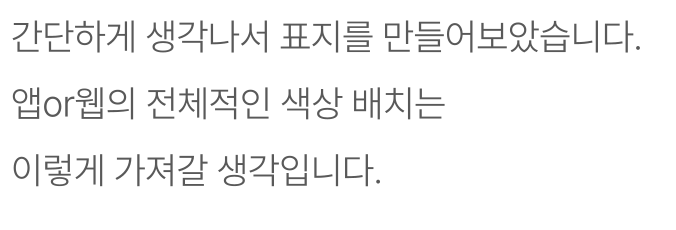 간단하게 생각나서 표지를 만들어보았습니다.
앱or웹의 전체적인 색상 배치는
이렇게 가져갈 생각입니다.